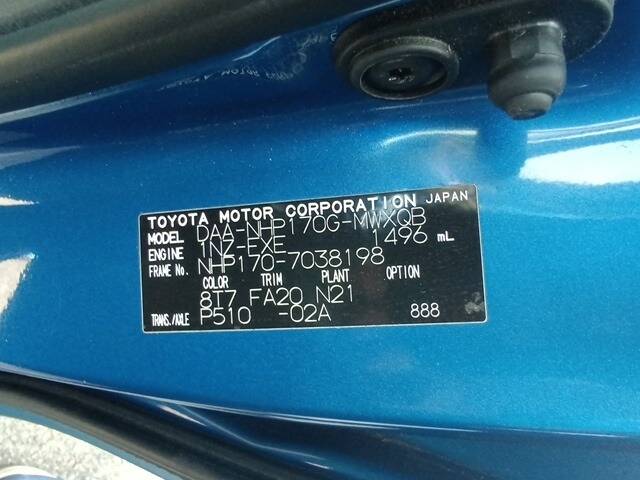 TOYOTA MOTOR CORPORATION JAPAN
MODEL DAA-NHP170G-MWXQB
ENGINE 1NZ-EXE 1496 mL
FRAME No. NHP170-7038198
COLOR TRIM PLANT OPTION
8T7 FA20 N21
TRANS./AXLE P510 -02A 888